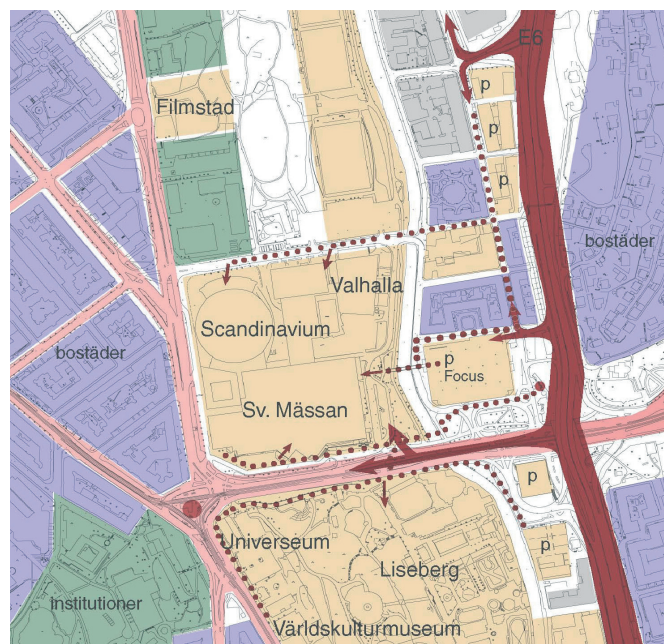 E6
p
Filmstad
p
p
bostäder
Valhalla
Scandinavium
bostäder
p
Focus
Sv. Mässan
p
Universeum
p
Liseberg
institutioner
Världskulturmuseum